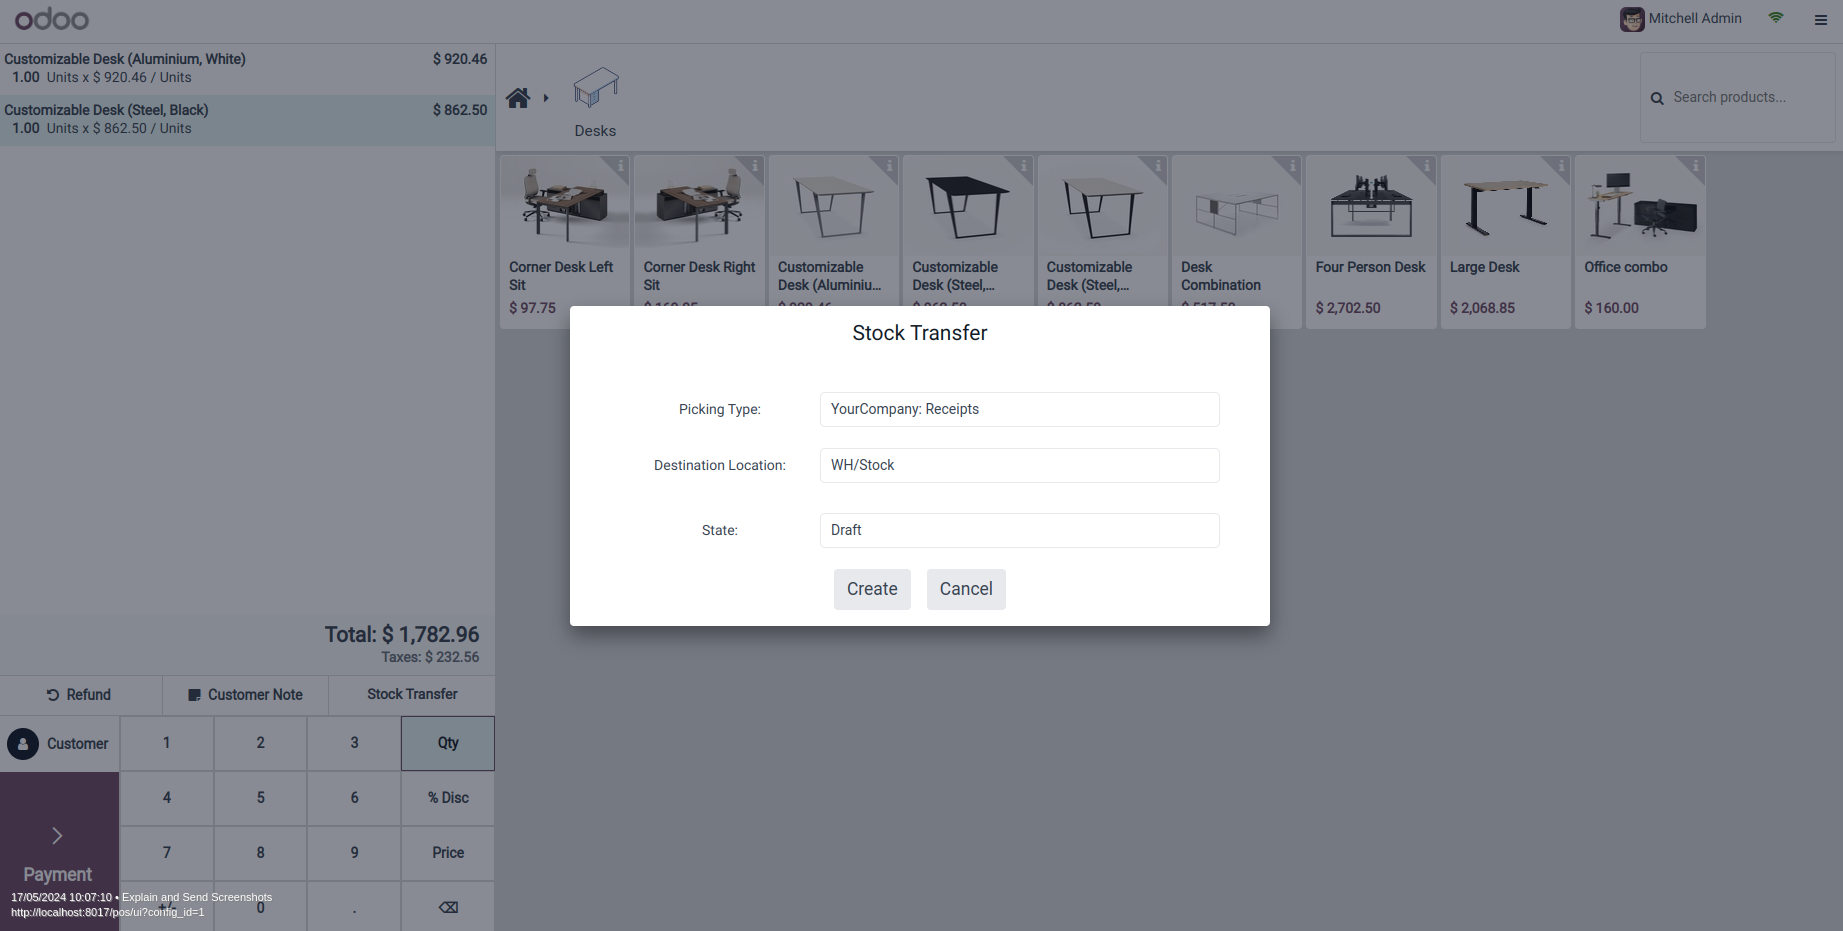 odoo
Mitchell Admin
Customizable Desk (Aluminium, White) $ 920.46
1.00 Units x $ 920.46 / Units
Customizable Desk (Steel, Black) $ 862.50
1.00 Units x $ 862.50 / Units
Desks
Search products...
Corner Desk Left Sit
$ 97.75
Corner Desk Right Sit
Customizable Desk (Aluminiu...
Customizable Desk (Steel,...
Customizable Desk (Steel,...
Desk Combination
Four Person Desk
$ 2,702.50
Large Desk
$ 2,068.85
Office combo
$ 160.00
Stock Transfer
Picking Type: YourCompany: Receipts
Destination Location: WH/Stock
State: Draft
Create Cancel
Total: $ 1,782.96
Taxes: $ 232.56
Refund Customer Note Stock Transfer
Customer 1 2 3 Qty
4 5 6 % Disc
7 8 9 Price
Payment
+/- 0 .
17/05/2024 10:07:10 • Explain and Send Screenshots
http://localhost:8017/pos/ui?config_id=1